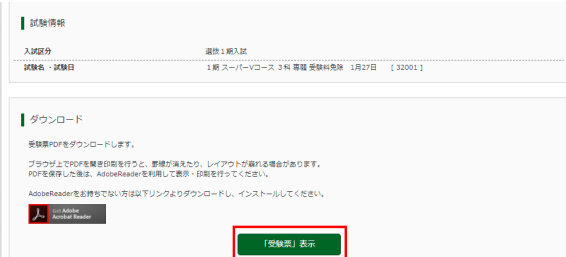 試験情報
入試区分 選抜１期入試
試験名 ・試験日 １期 スーパーVコース ３科 専願 受験料免除 1月27日 [ 32001 ]
ダウンロード
受験票PDFをダウンロードします。
ブラウザ上でPDFを開き印刷を行うと、罫線が消えたり、レイアウトが崩れる場合があります。
PDFを保存した後は、AdobeReaderを利用して表示・印刷を行ってください。
AdobeReaderをお持ちでない方は以下リンクよりダウンロードし、インストールしてください。
Get Adobe
Acrobat Reader
「受験票」表示